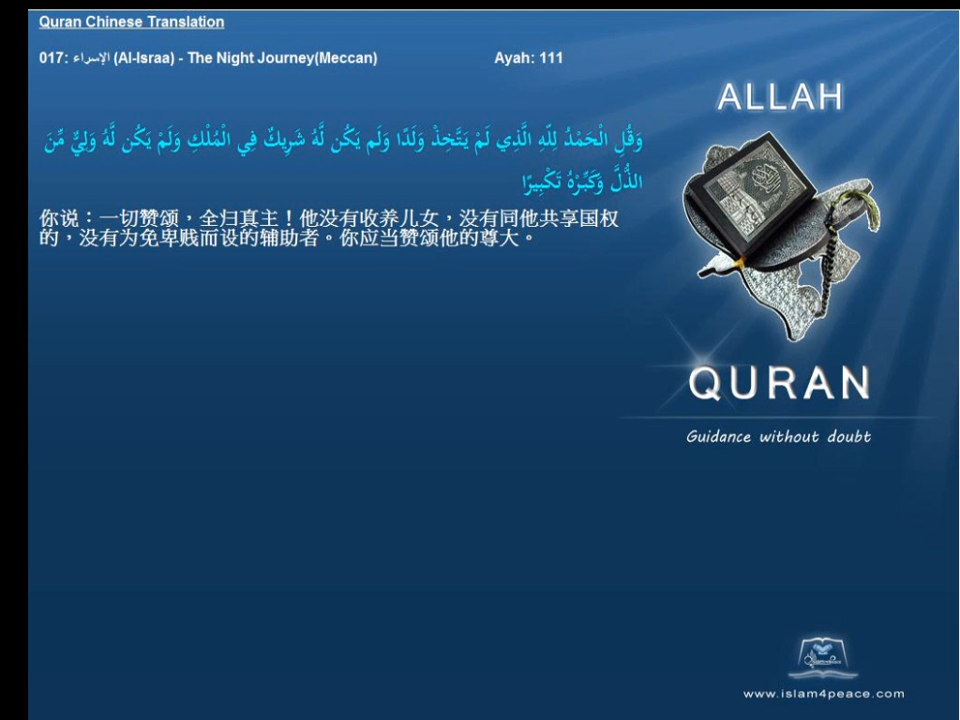 Quran Chinese Translation
017: الإسراء (Al-Israa) - The Night Journey(Meccan) Ayah: 111
وَقُلِ الْحَمْدُ لِلّهِ الَّذِي لَمْ يَتَّخِذْ وَلَدًا وَلَم يَكُن لَّهُ شَرِيكٌ فِي الْمُلْكِ وَلَمْ يَكُن لَّهُ وَلِيٌّ مِّنَ
الذُّلَّ وَكَبِّرْهُ تَكْبِيرًا
你说：一切赞颂，全归真主！他没有收养儿女，没有同他共享国权
的，没有为免卑贱而设的辅助者。你应当赞颂他的尊大。
ALLAH
QURAN
Guidance without doubt
www.islam4peace.com